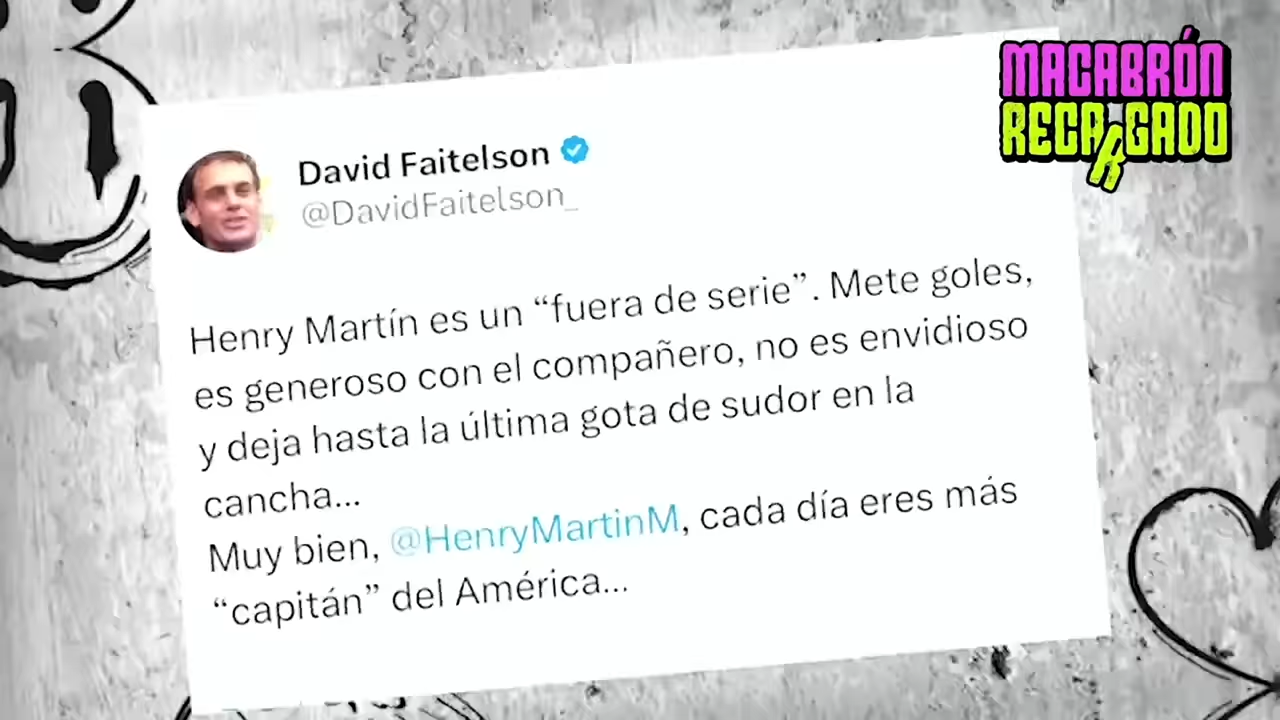 MACABRÓN
RECARGADO
David Faitelson
@DavidFaitelson_
Henry Martín es un “fuera de serie”. Mete goles,
es generoso con el compañero, no es envidioso
y deja hasta la última gota de sudor en la
cancha...
Muy bien, @HenryMartinM, cada día eres más
“capitán” del América...